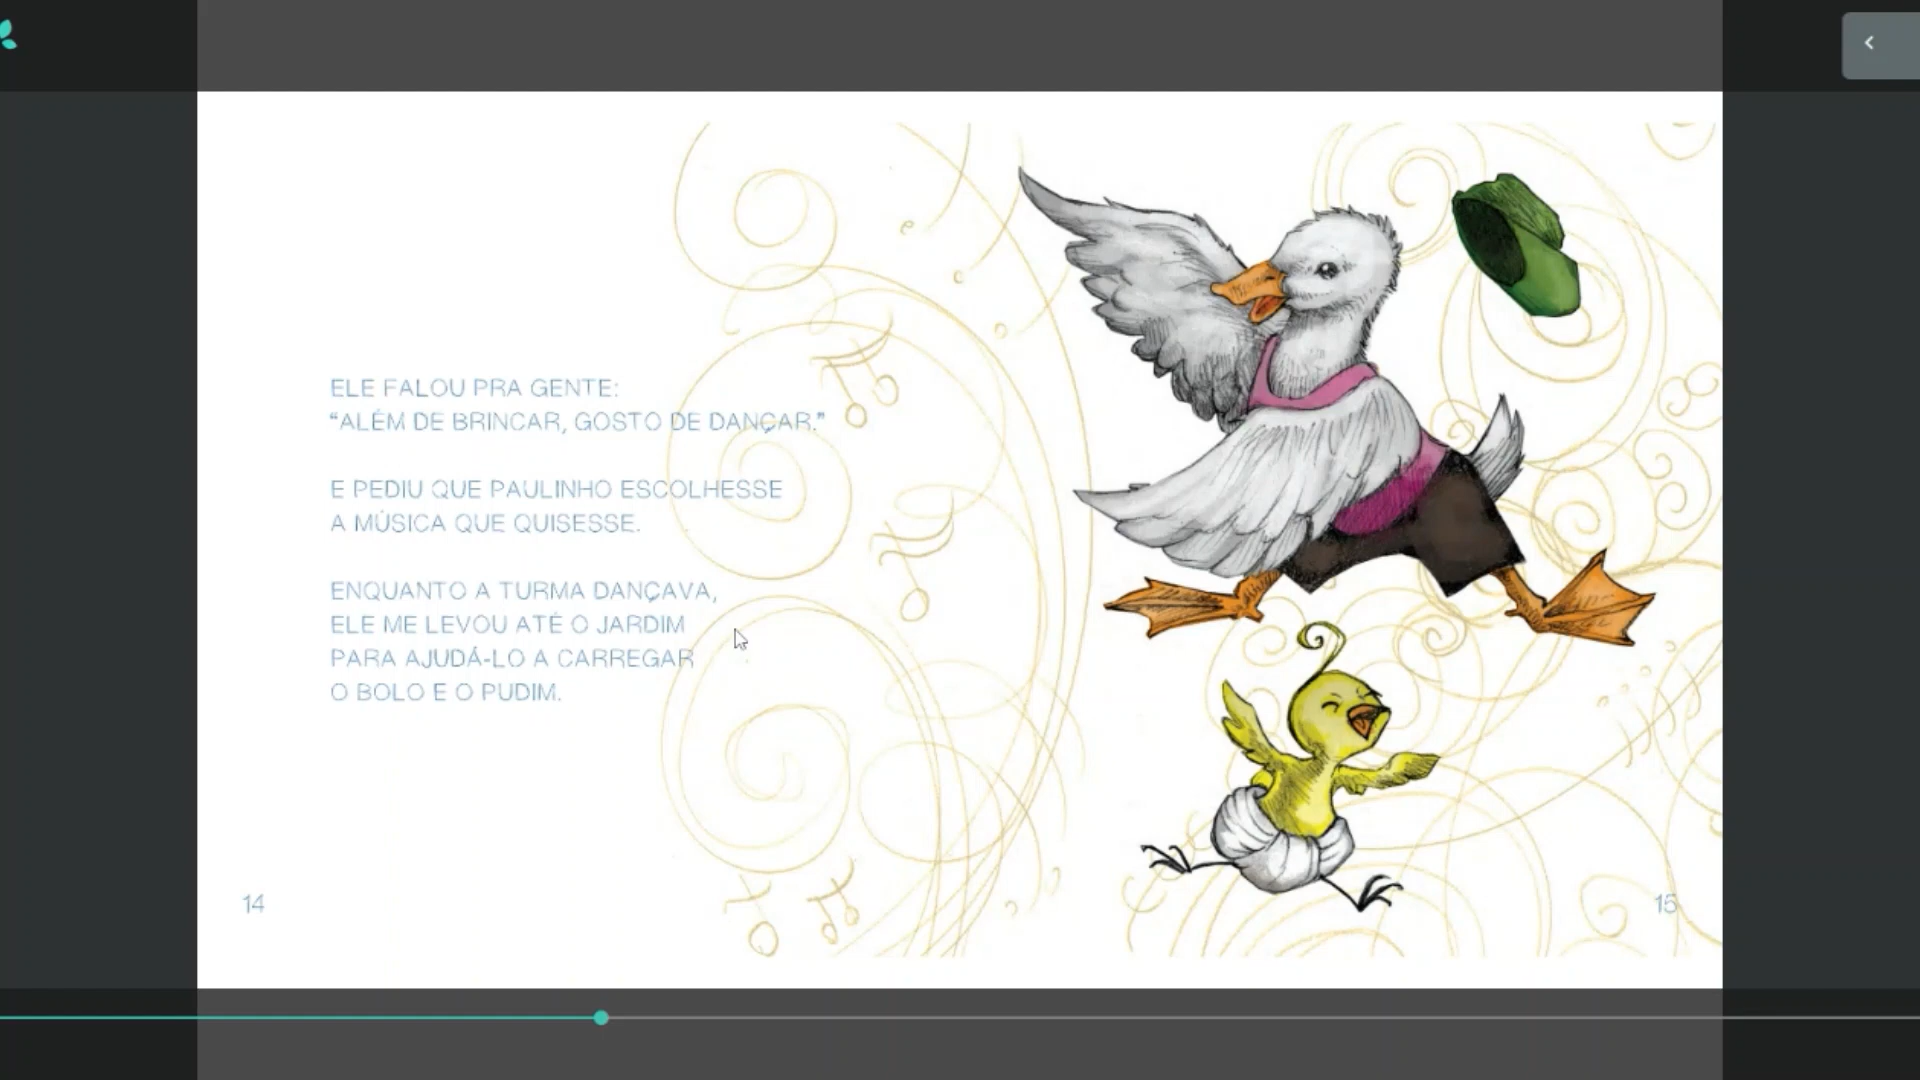 ELE FALOU PRA GENTE:
“ALÉM DE BRINCAR, GOSTO DE DANÇAR.”
E PEDIU QUE PAULINHO ESCOLHESSE
A MÚSICA QUE QUISESSE.
ENQUANTO A TURMA DANÇAVA,
ELE ME LEVOU ATÉ O JARDIM
PARA AJUDÁ-LO A CARREGAR
O BOLO E O PUDIM.
14
15